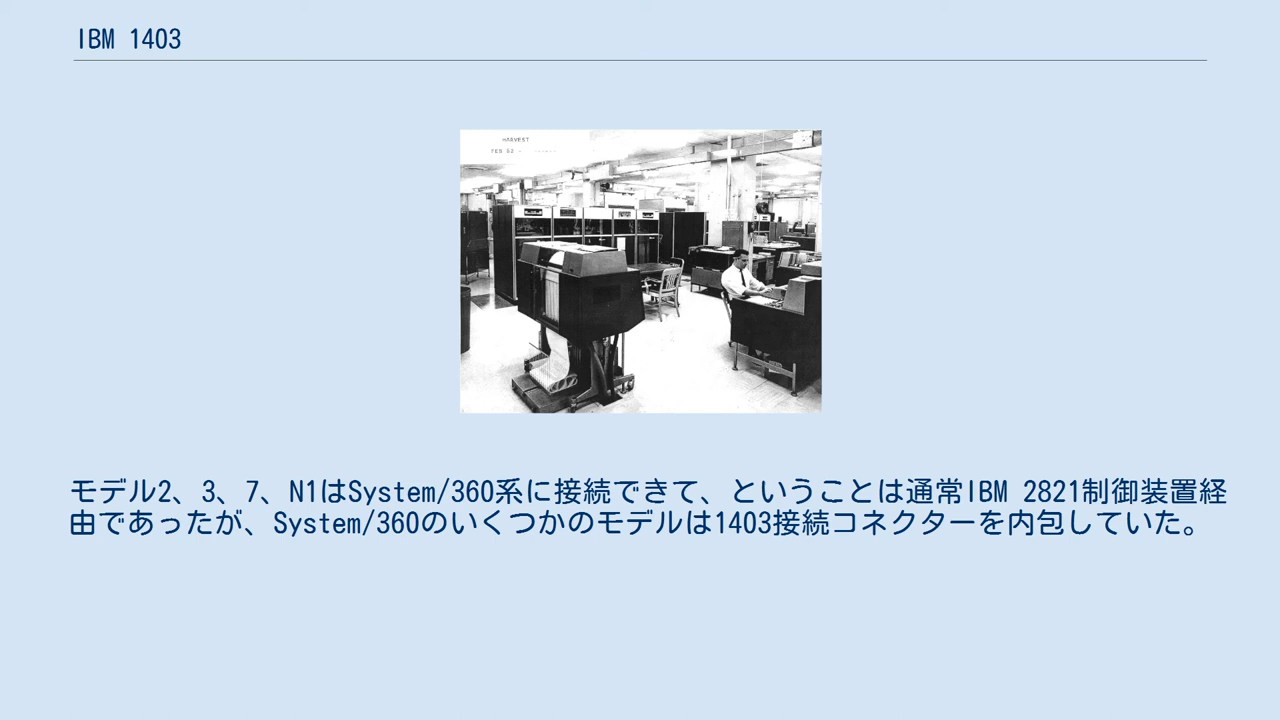 IBM 1403
HARVEST
FEB 62
モデル2、3、7、N1はSystem/360系に接続できて、ということは通常IBM 2821制御装置経
由であったが、System/360のいくつかのモデルは1403接続コネクターを内包していた。